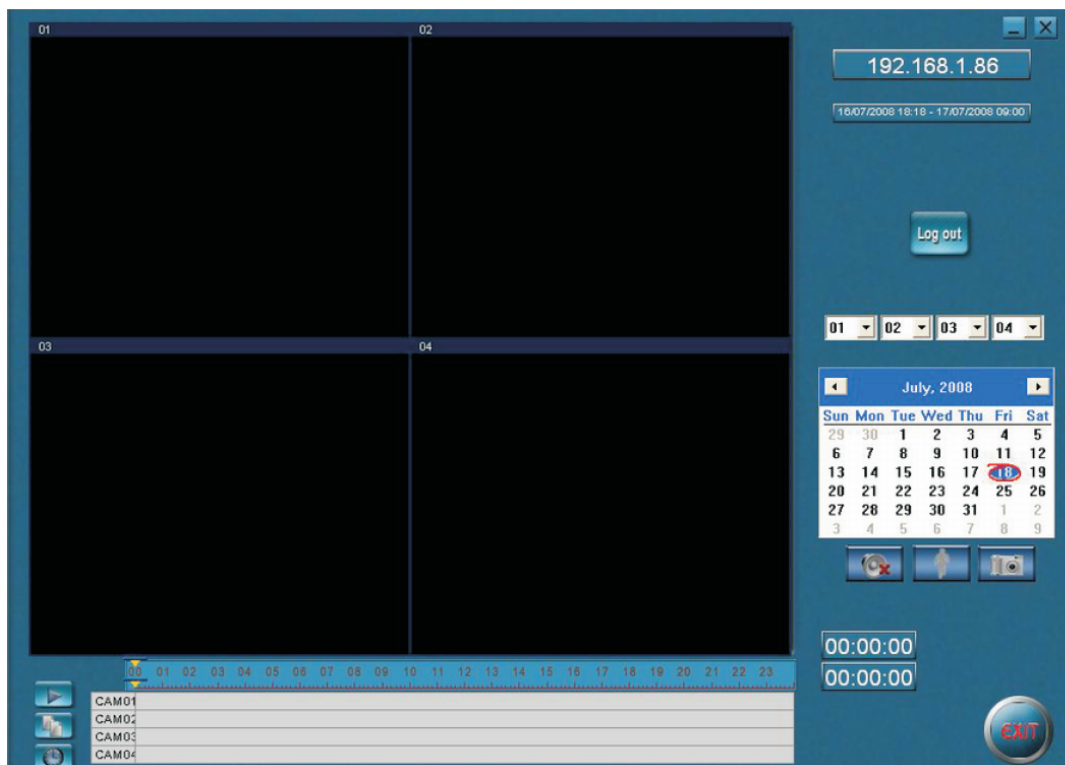 01
02
192.168.1.86
16/07/2008 18:18 - 17/07/2008 09:00
Log out
01 02 03 04
03
04
July, 2008
Sun Mon Tue Wed Thu Fri Sat
29 30 1 2 3 4 5
6 7 8 9 10 11 12
13 14 15 16 17 18 19
20 21 22 23 24 25 26
27 28 29 30 31 1 2
3 4 5 6 7 8 9
00:00:00
00:00:00
00 01 02 03 04 05 06 07 08 09 10 11 12 13 14 15 16 17 18 19 20 21 22 23
CAM01
CAM02
CAM03
CAM04
EXIT